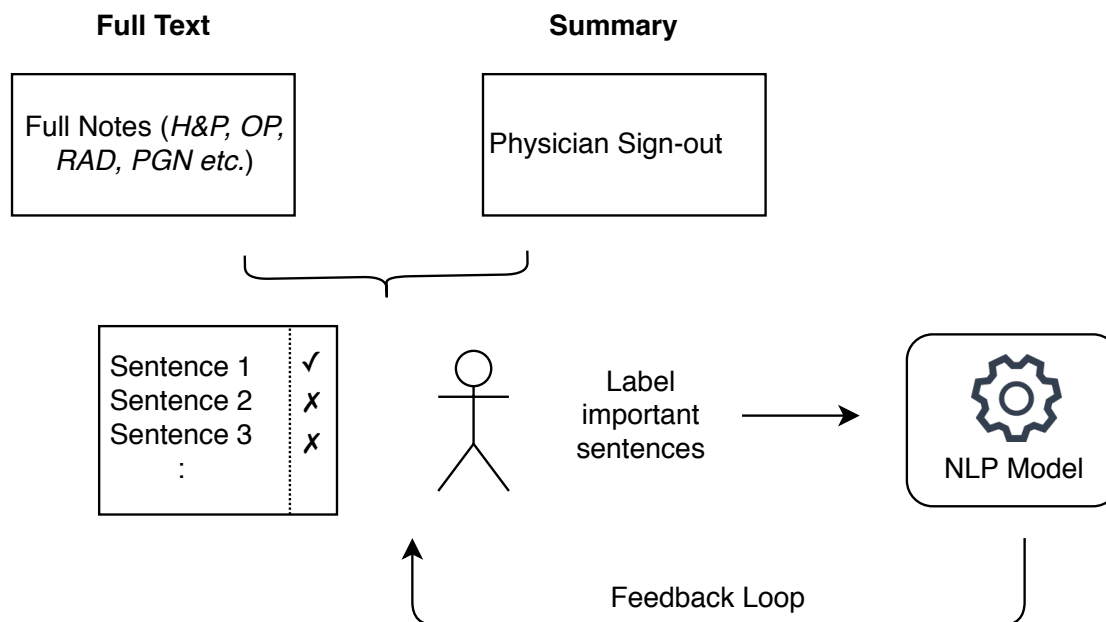 Full Text
Summary
Full Notes (H&P, OP,
RAD, PGN etc.)
Physician Sign-out
Sentence 1 ✓
Sentence 2 ✗
Sentence 3 ✗
:
Label
important
sentences
NLP Model
Feedback Loop